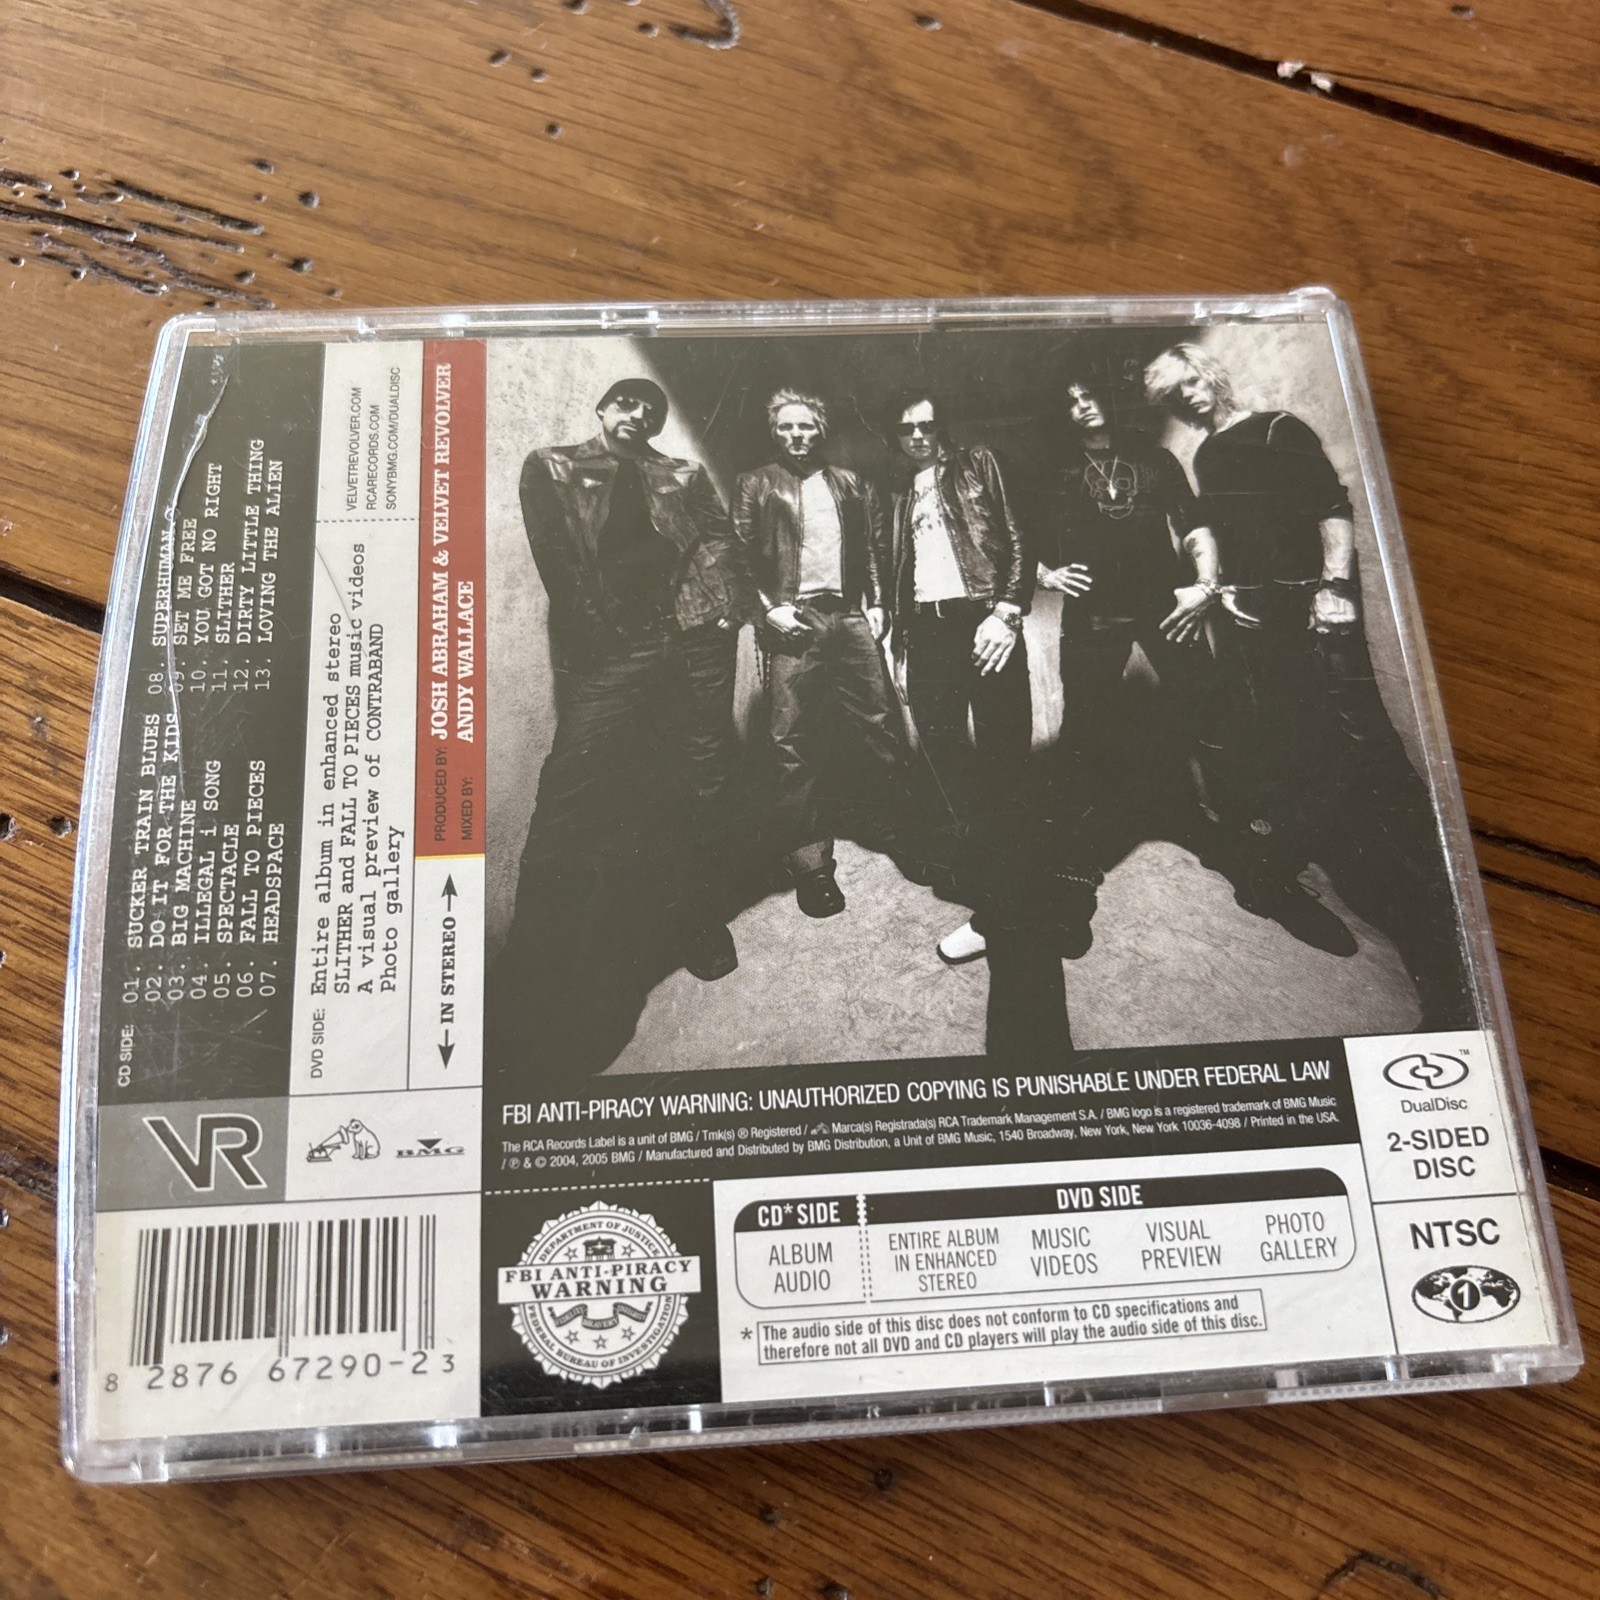 CD SIDE:
01. SUCKER TRAIN BLUES
02. DO IT FOR THE KIDS
03. BIG MACHINE
04. ILLEGAL i SONG
05. SPECTACLE
06. FALL TO PIECES
07. HEADSPACE
08. SUPERHUMAN
09. SET ME FREE
10. YOU GOT NO RIGHT
11. SLITHER
12. DIRTY LITTLE THING
13. LOVING THE ALIEN
DVD SIDE:
Entire album in enhanced stereo
SLITHER and FALL TO PIECES music videos
A visual preview of CONTRABAND
Photo gallery
VELVETREVOLVER.COM
RCARECORDS.COM
SONYBMG.COM/DUALDISC
IN STEREO
PRODUCED BY: JOSH ABRAHAM & VELVET REVOLVER
MIXED BY: ANDY WALLACE
VR
BMG
8 2876 67290-2 3
FBI ANTI-PIRACY WARNING: UNAUTHORIZED COPYING IS PUNISHABLE UNDER FEDERAL LAW
The RCA Records Label is a unit of BMG / Tmk(s) ® Registered / Marca(s) Registrada(s) RCA Trademark Management S.A. / BMG logo is a registered trademark of BMG Music
/ ℗ & © 2004, 2005 BMG / Manufactured and Distributed by BMG Distribution, a Unit of BMG Music, 1540 Broadway, New York, New York 10036-4098 / Printed in the USA.
DEPARTMENT OF JUSTICE
FBI ANTI-PIRACY
WARNING
FEDERAL BUREAU OF INVESTIGATION
CD* SIDE
ALBUM
AUDIO
DVD SIDE
ENTIRE ALBUM
IN ENHANCED
STEREO
MUSIC
VIDEOS
VISUAL
PREVIEW
PHOTO
GALLERY
* The audio side of this disc does not conform to CD specifications and
therefore not all DVD and CD players will play the audio side of this disc.
TM
DualDisc
2-SIDED
DISC
NTSC
1